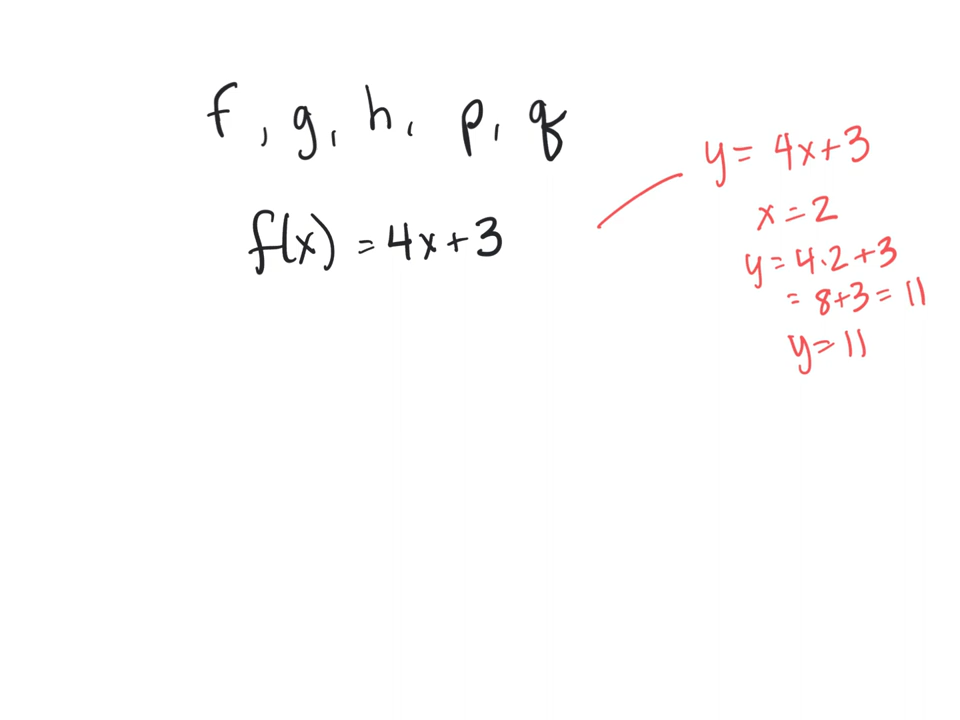 f, g, h, p, q
f(x) = 4x+3
y = 4x+3
x = 2
y = 4·2+3
= 8+3 = 11
y = 11